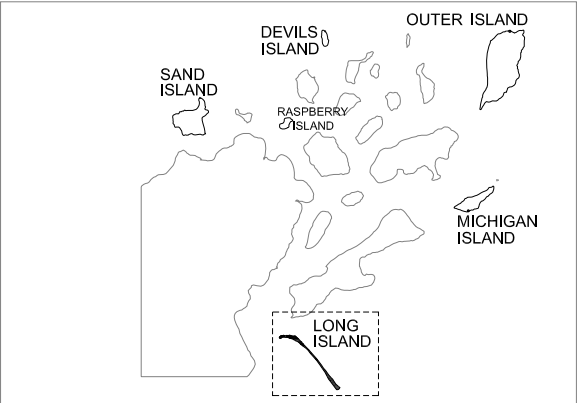 OUTER ISLAND
DEVILS
ISLAND
SAND
ISLAND
RASPBERRY
ISLAND
MICHIGAN
ISLAND
LONG
ISLAND